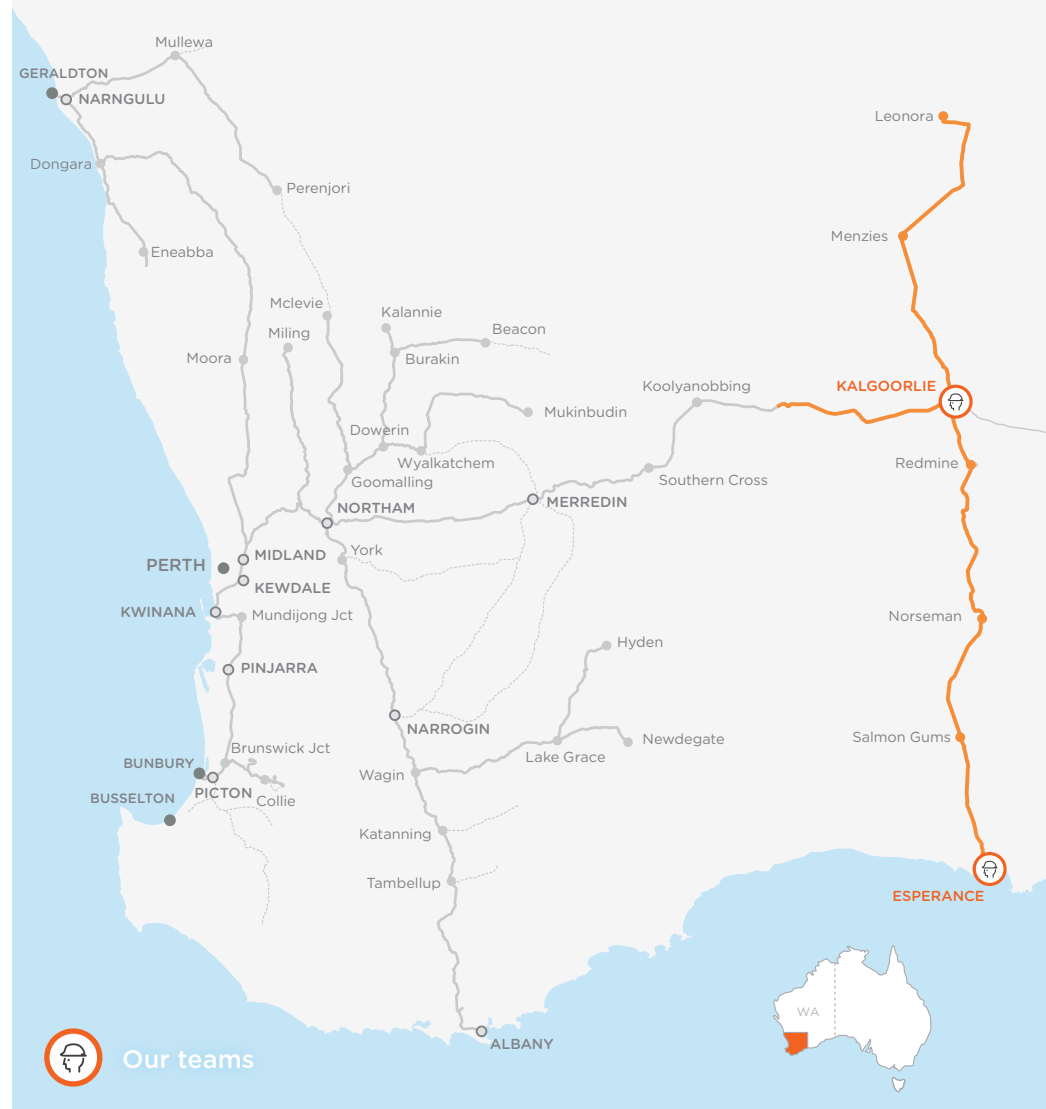 Mullewa
GERALDTON
NARNGULU
Leonora
Dongara
Perenjori
Menzies
Eneabba
Mclevie
Kalannie
Beacon
Miling
Moora
Burakin
Koolyanobbing
KALGOORLIE
Mukinbudin
Dowerin
Wyalkatchem
Redmine
Goomalling
Southern Cross
NORTHAM
MERREDIN
York
MIDLAND
PERTH
KEWDALE
KWINANA
Mundijong Jct
Norseman
Hyden
PINJARRA
NARROGIN
Salmon Gums
Newdegate
Brunswick Jct
Lake Grace
BUNBURY
Wagin
PICTON
BUSSELTON
Collie
Katanning
Tambellup
ESPERANCE
WA
ALBANY
Our teams